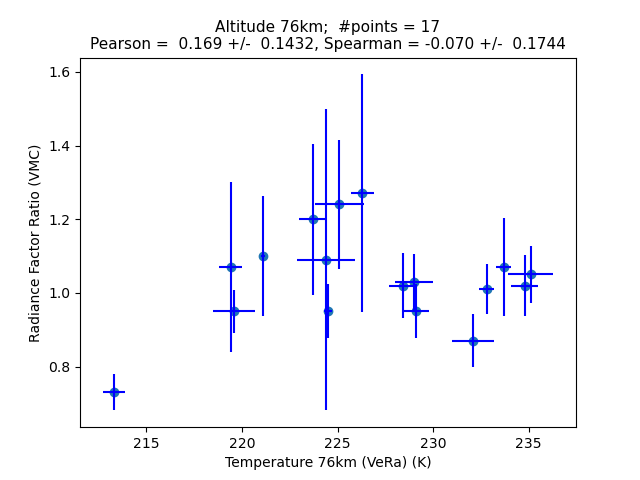 Altitude 76km;  #points = 17
Pearson =  0.169 +/-  0.1432, Spearman = -0.070 +/-  0.1744
1.6
1.4
1.2
1.0
0.8
Radiance Factor Ratio (VMC)
215 220 225 230 235
Temperature 76km (VeRa) (K)